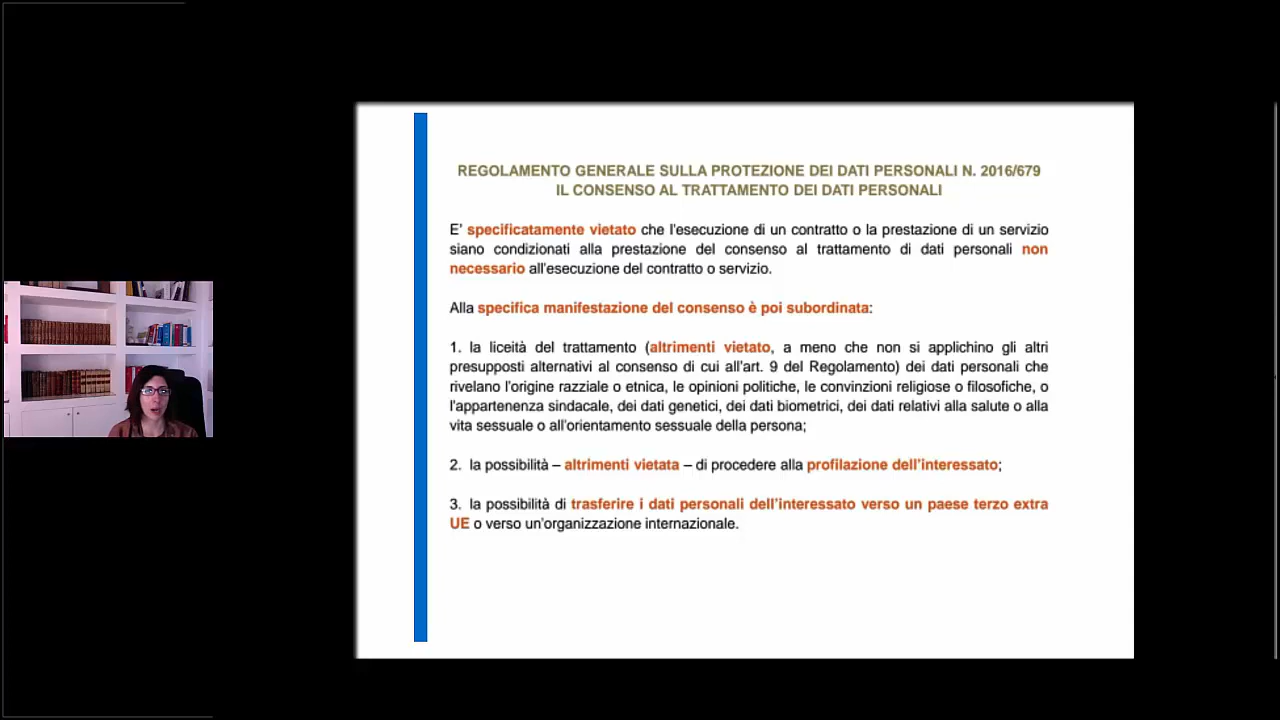 REGOLAMENTO GENERALE SULLA PROTEZIONE DEI DATI PERSONALI N. 2016/679
IL CONSENSO AL TRATTAMENTO DEI DATI PERSONALI
E' specificatamente vietato che l'esecuzione di un contratto o la prestazione di un servizio
siano condizionati alla prestazione del consenso al trattamento di dati personali non
necessario all'esecuzione del contratto o servizio.
Alla specifica manifestazione del consenso è poi subordinata:
1. la liceità del trattamento (altrimenti vietato, a meno che non si applichino gli altri
presupposti alternativi al consenso di cui all'art. 9 del Regolamento) dei dati personali che
rivelano l'origine razziale o etnica, le opinioni politiche, le convinzioni religiose o filosofiche, o
l'appartenenza sindacale, dei dati genetici, dei dati biometrici, dei dati relativi alla salute o alla
vita sessuale o all'orientamento sessuale della persona;
2. la possibilità – altrimenti vietata – di procedere alla profilazione dell'interessato;
3. la possibilità di trasferire i dati personali dell'interessato verso un paese terzo extra
UE o verso un'organizzazione internazionale.